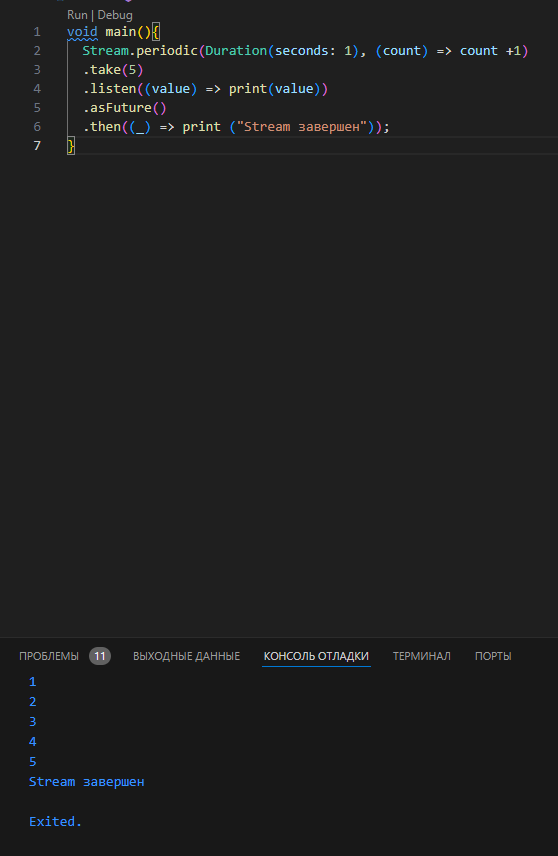 Run | Debug
1 void main(){
2 Stream.periodic(Duration(seconds: 1), (count) => count +1)
3 .take(5)
4 .listen((value) => print(value))
5 .asFuture()
6 .then((_) => print ("Stream завершен"));
7 }
ПРОБЛЕМЫ 11 ВЫХОДНЫЕ ДАННЫЕ КОНСОЛЬ ОТЛАДКИ ТЕРМИНАЛ ПОРТЫ
1
2
3
4
5
Stream завершен
Exited.